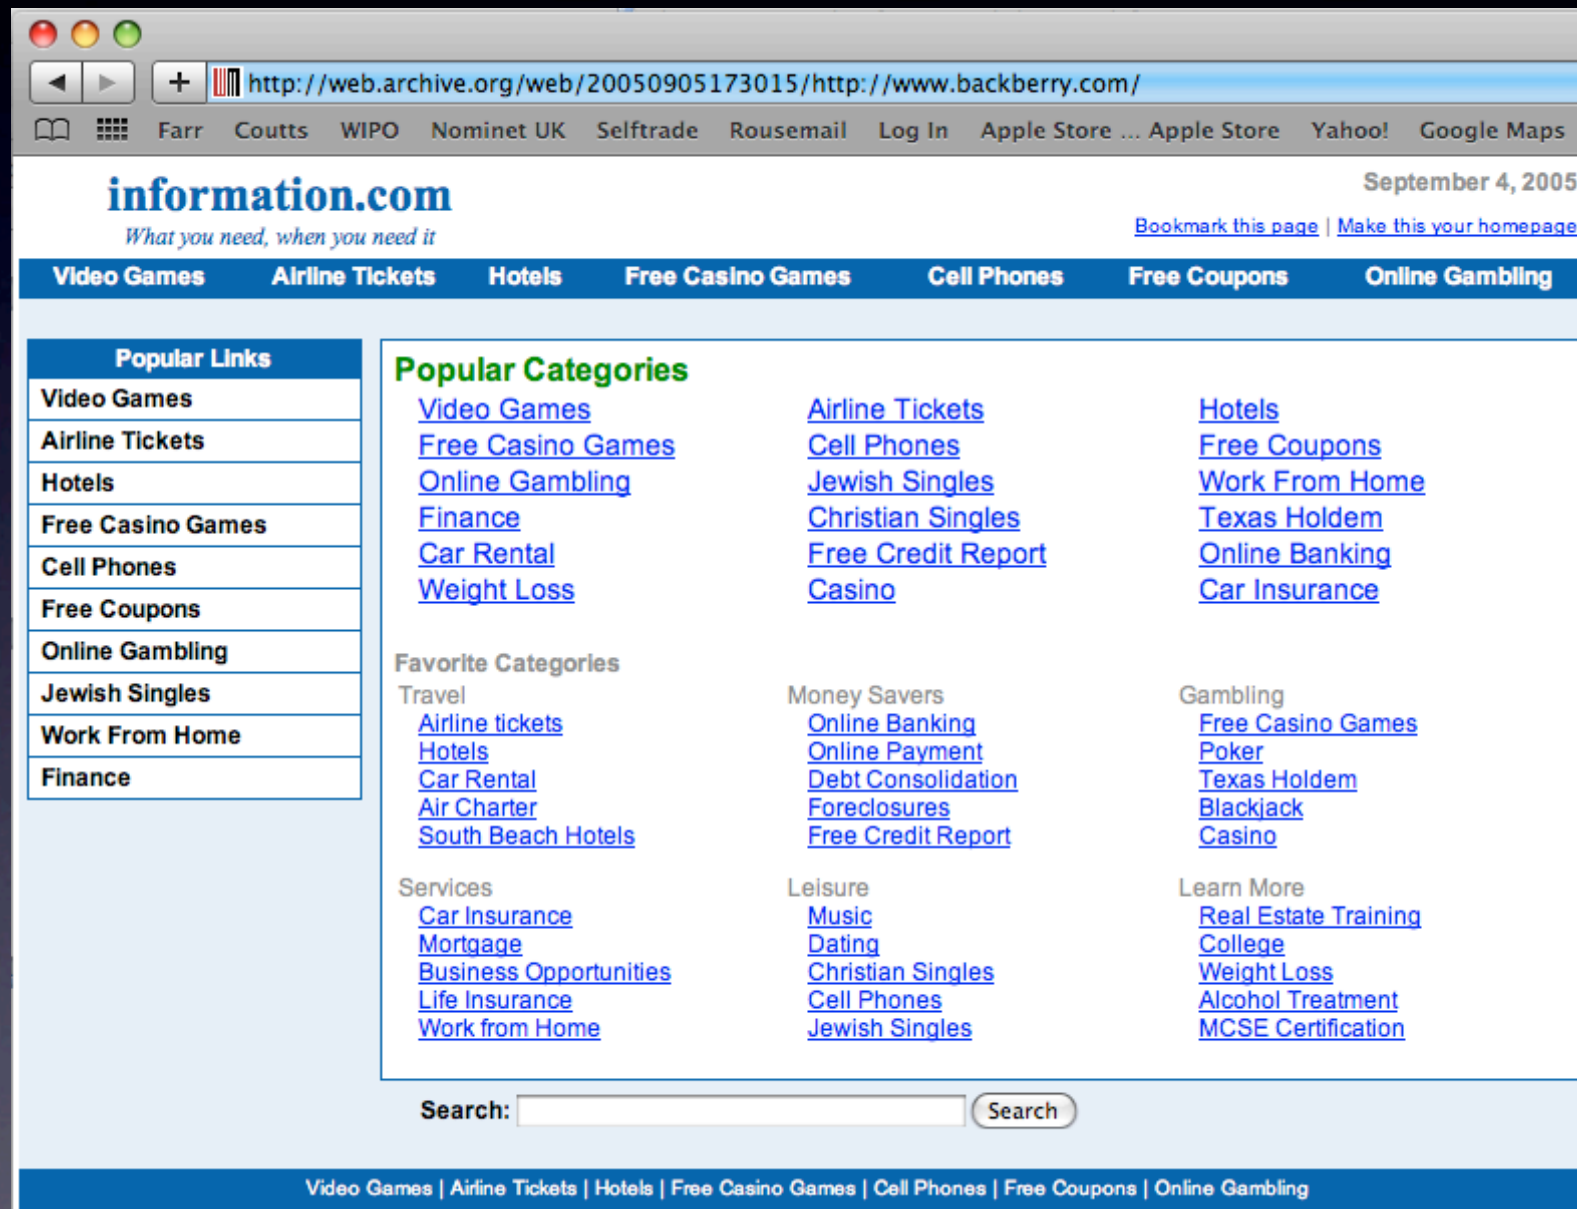 http://web.archive.org/web/20050905173015/http://www.backberry.com/
Farr Coutts WIPO Nominet UK Selftrade Rousemail Log In Apple Store ... Apple Store Yahoo! Google Maps
information.com
What you need, when you need it
September 4, 2005
Bookmark this page | Make this your homepage
Video Games Airline Tickets Hotels Free Casino Games Cell Phones Free Coupons Online Gambling
Popular Links
Video Games
Airline Tickets
Hotels
Free Casino Games
Cell Phones
Free Coupons
Online Gambling
Jewish Singles
Work From Home
Finance
Popular Categories
Video Games Airline Tickets Hotels
Free Casino Games Cell Phones Free Coupons
Online Gambling Jewish Singles Work From Home
Finance Christian Singles Texas Holdem
Car Rental Free Credit Report Online Banking
Weight Loss Casino Car Insurance
Favorite Categories
Travel
Airline tickets
Hotels
Car Rental
Air Charter
South Beach Hotels
Money Savers
Online Banking
Online Payment
Debt Consolidation
Foreclosures
Free Credit Report
Gambling
Free Casino Games
Poker
Texas Holdem
Blackjack
Casino
Services
Car Insurance
Mortgage
Business Opportunities
Life Insurance
Work from Home
Leisure
Music
Dating
Christian Singles
Cell Phones
Jewish Singles
Learn More
Real Estate Training
College
Weight Loss
Alcohol Treatment
MCSE Certification
Search: Search
Video Games | Airline Tickets | Hotels | Free Casino Games | Cell Phones | Free Coupons | Online Gambling